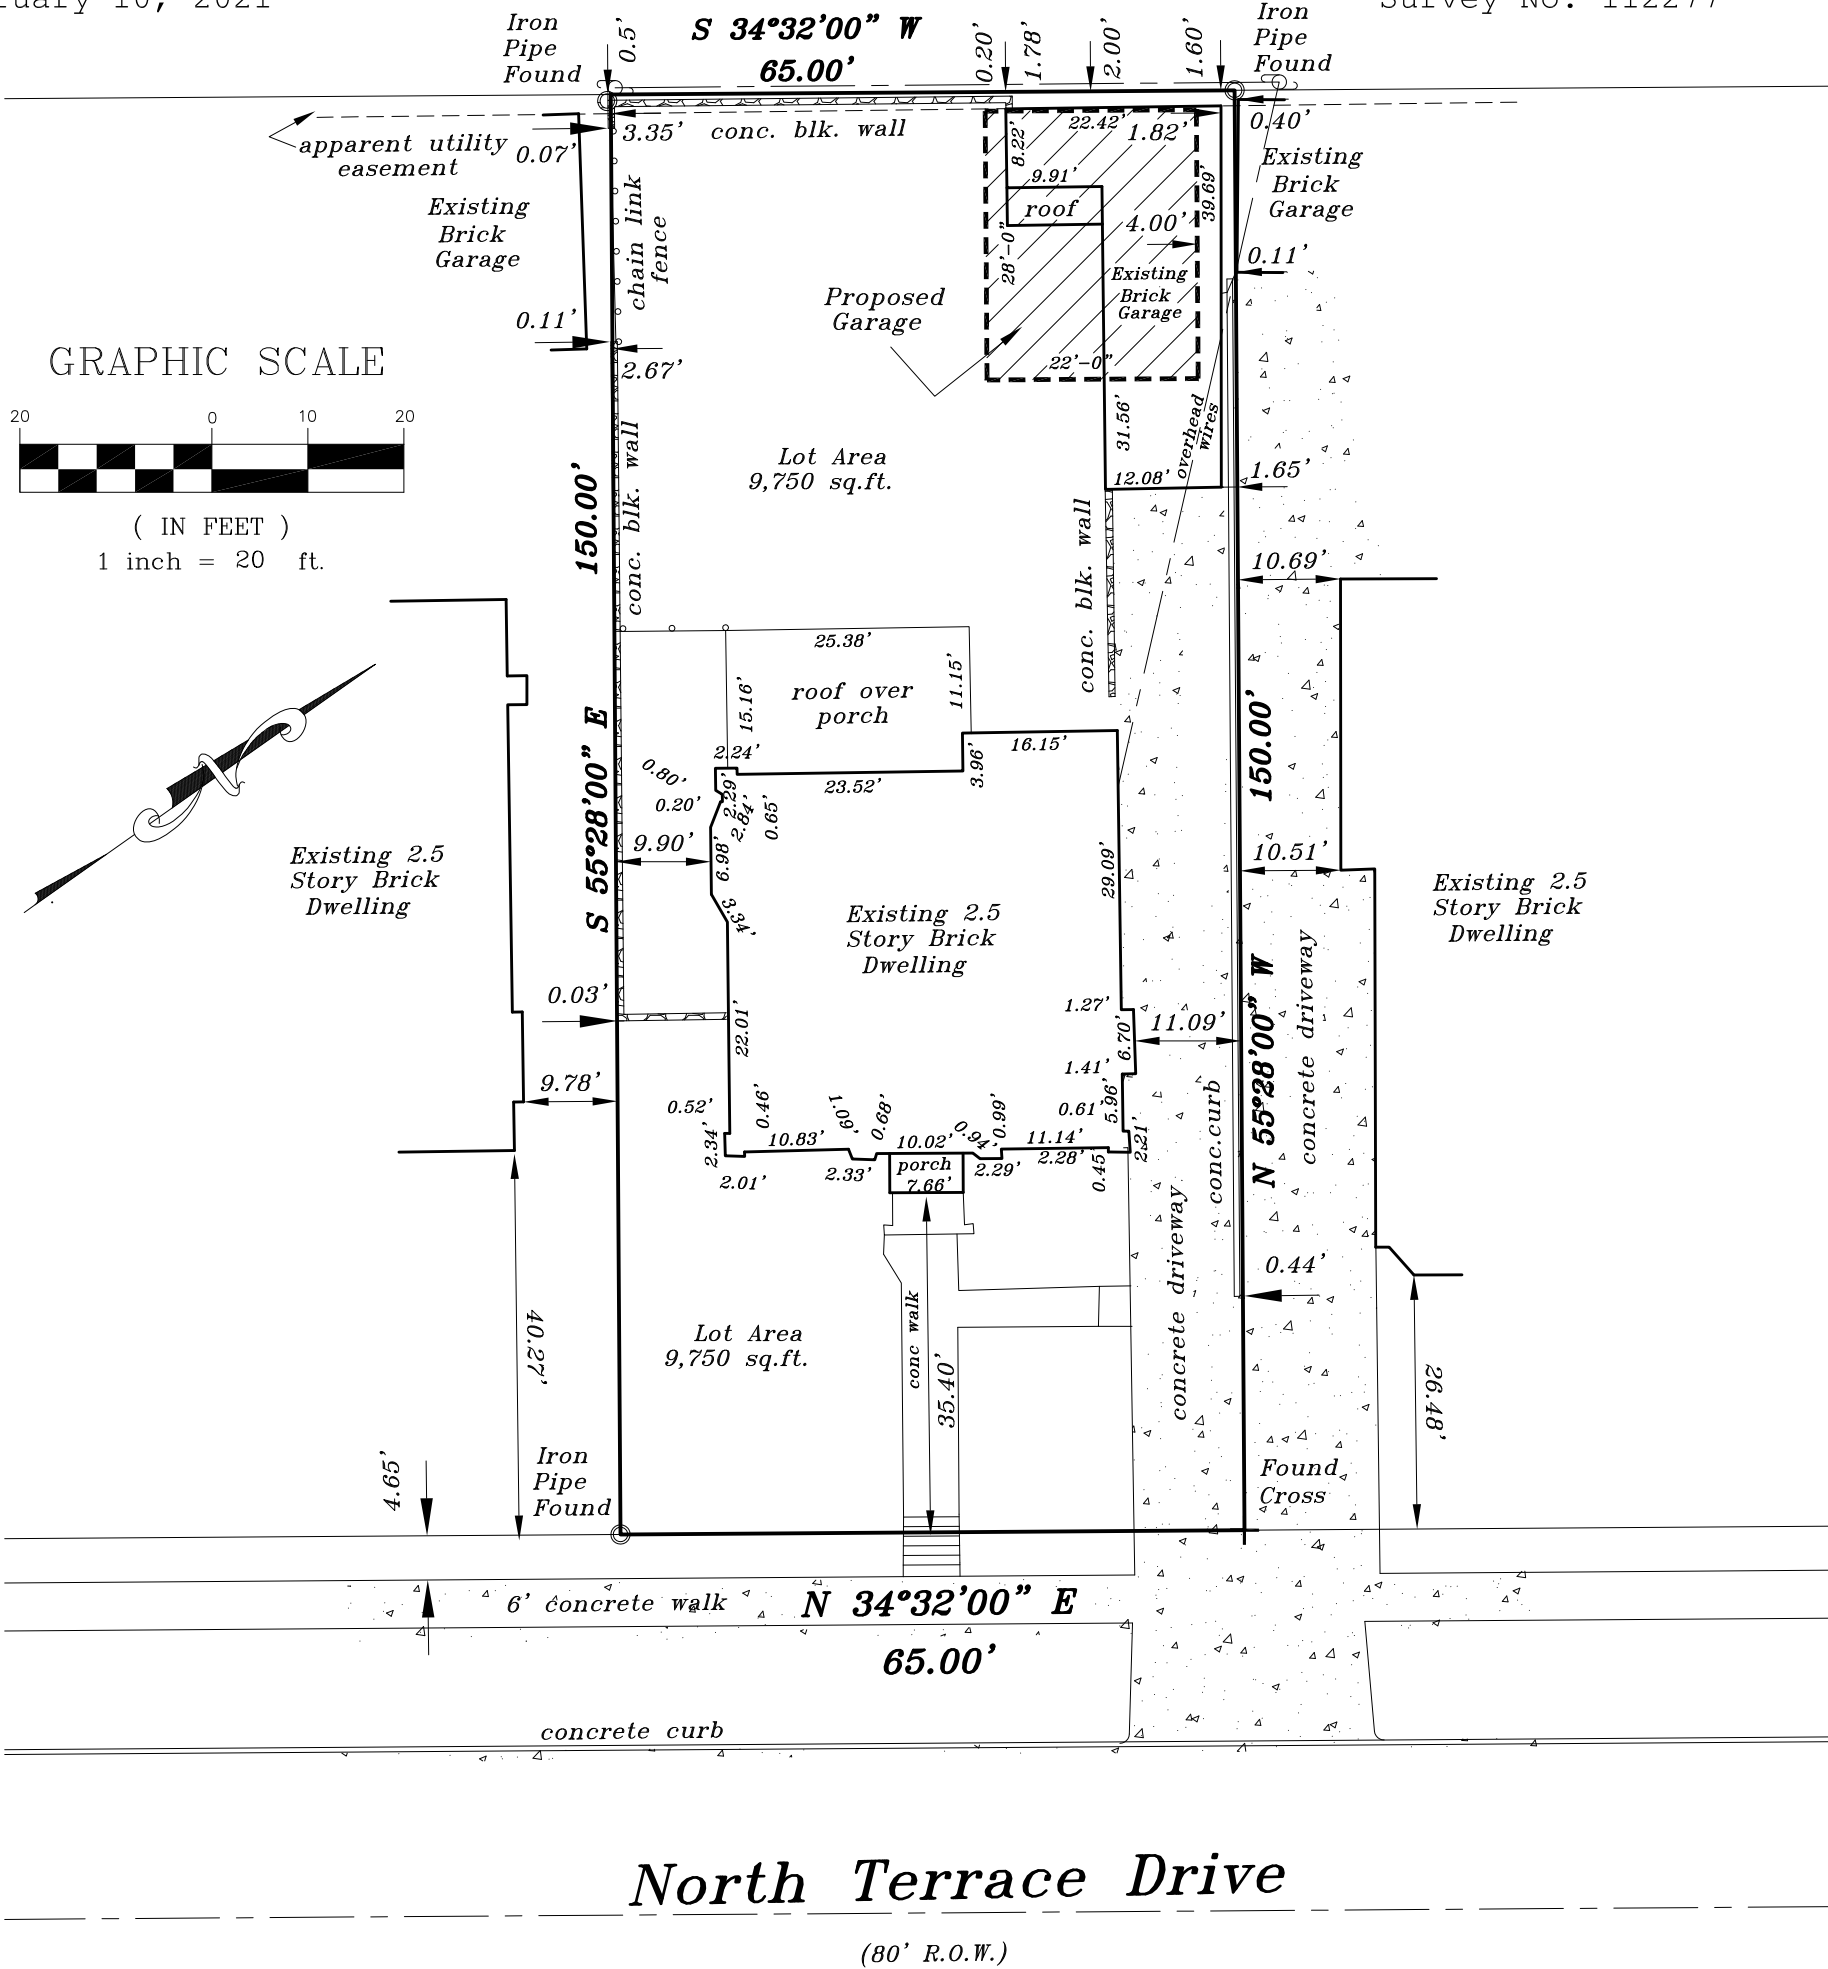 uary 10, 2021
Survey No. 112277
Iron
Pipe
Found
0.5'
S 34°32'00" W
65.00'
0.20'
1.78'
2.00'
1.60'
Iron
Pipe
Found
apparent utility
easement
0.07'
3.35'
conc. blk. wall
22.42'
1.82'
0.40'
8.22'
9.91'
roof
39.69'
4.00'
Existing
Brick
Garage
Existing
Brick
Garage
chain link
fence
28'-0"
Existing
Brick
Garage
0.11'
0.11'
Proposed
Garage
22'-0"
2.67'
GRAPHIC SCALE
20
0
10
20
( IN FEET )
1 inch = 20 ft.
150.00'
conc. blk. wall
Lot Area
9,750 sq.ft.
31.56'
12.08'
overhead
wires
1.65'
conc. blk. wall
10.69'
25.38'
roof over
porch
15.16'
11.15'
150.00'
S 55°28'00" E
2.24'
16.15'
3.96'
23.52'
0.80'
0.20'
2.29'
2.84'
0.65'
9.90'
6.98'
3.34'
29.09'
10.51'
Existing 2.5
Story Brick
Dwelling
Existing 2.5
Story Brick
Dwelling
Existing 2.5
Story Brick
Dwelling
0.03'
22.01'
1.27'
6.70'
11.09'
1.41'
5.96'
0.61'
N 55°28'00" W
concrete driveway
9.78'
0.52'
2.34'
0.46'
10.83'
1.09'
0.68'
10.02'
0.94'
0.99'
11.14'
2.28'
2.21'
0.45'
2.01'
2.33'
porch
7.66'
2.29'
conc.curb
concrete driveway
0.44'
40.27'
conc walk
35.40'
Lot Area
9,750 sq.ft.
26.48'
4.65'
Iron
Pipe
Found
Found
Cross
6' concrete walk
N 34°32'00" E
65.00'
concrete curb
North Terrace Drive
(80' R.O.W.)